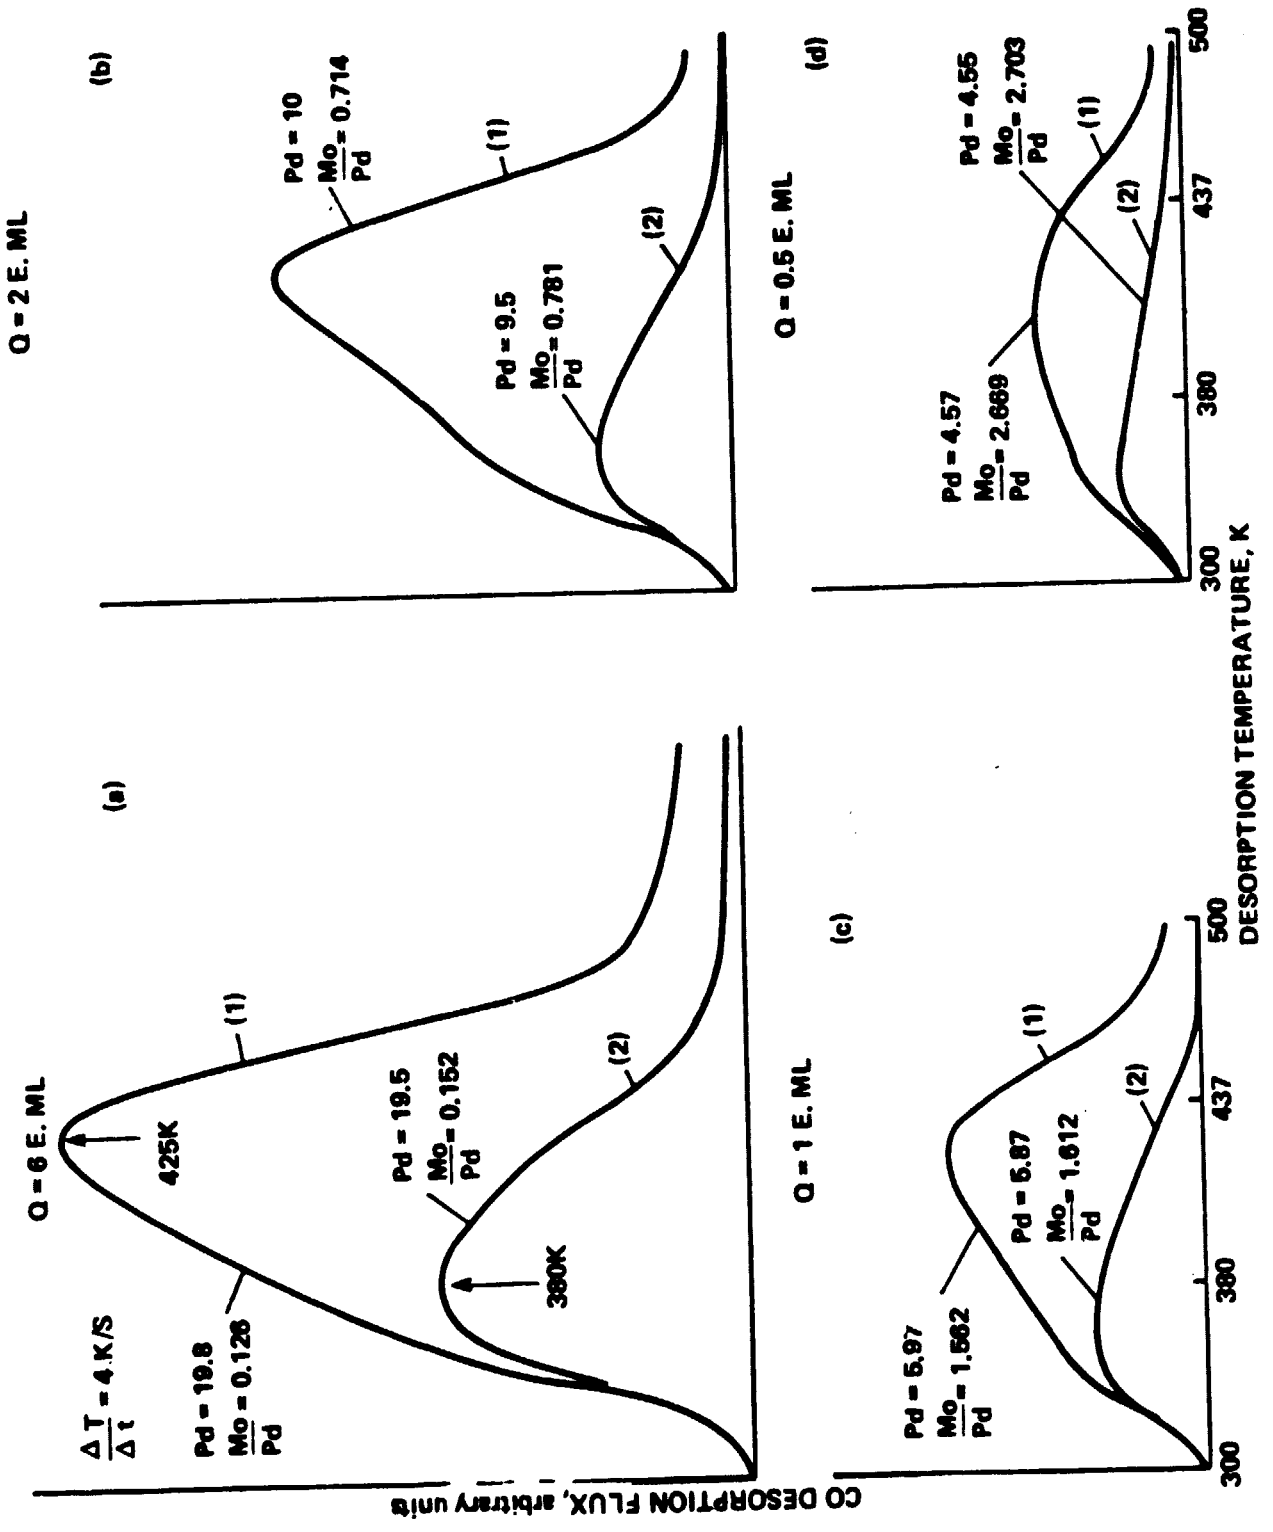 Q = 6 E. ML
(a)
ΔT
Δt
= 4 K/S
Pd = 19.8
Mo
Pd
= 0.126
425K
(1)
Pd = 19.5
Mo
Pd
= 0.152
380K
(2)
Q = 2 E. ML
(b)
Pd = 10
Mo
Pd
= 0.714
(1)
Pd = 9.5
Mo
Pd
= 0.781
(2)
Q = 1 E. ML
(c)
Pd = 5.97
Mo
Pd
= 1.562
(1)
Pd = 5.87
Mo
Pd
= 1.612
(2)
300
380
437
500
Q = 0.5 E. ML
(d)
Pd = 4.57
Mo
Pd
= 2.669
Pd = 4.55
Mo
Pd
= 2.703
(1)
(2)
300
380
437
500
CO DESORPTION FLUX, arbitrary units
DESORPTION TEMPERATURE, K